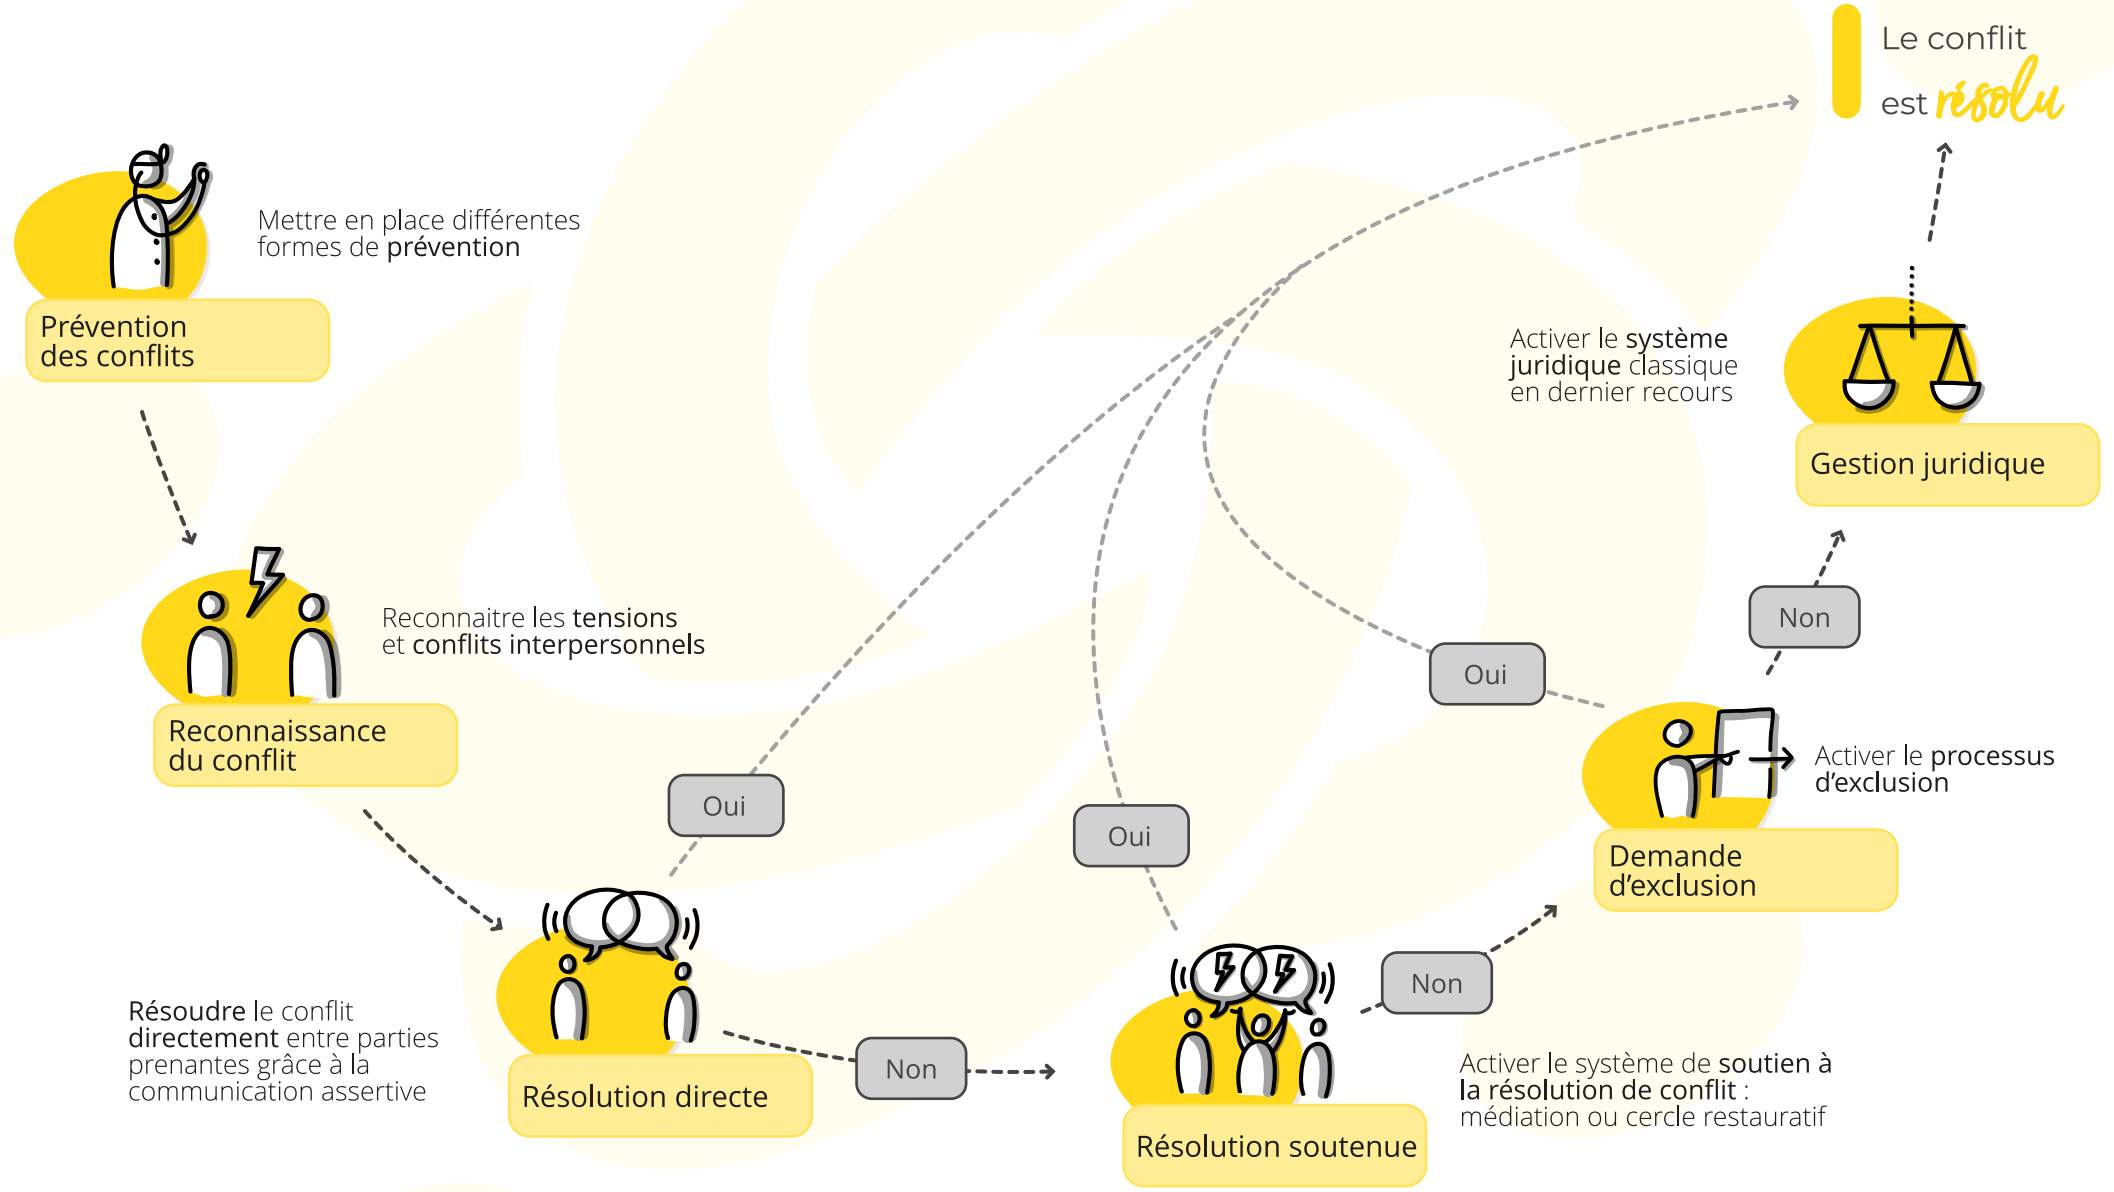 Le conflit
est résolu
Mettre en place différentes
formes de prévention
Prévention
des conflits
Activer le système
juridique classique
en dernier recours
Gestion juridique
Reconnaitre les tensions
et conflits interpersonnels
Reconnaissance
du conflit
Non
Oui
Activer le processus
d’exclusion
Demande
d’exclusion
Oui
Oui
Non
Résoudre le conflit
directement entre parties
prenantes grâce à la
communication assertive
Résolution directe
Non
Activer le système de soutien à
la résolution de conflit :
médiation ou cercle restauratif
Résolution soutenue